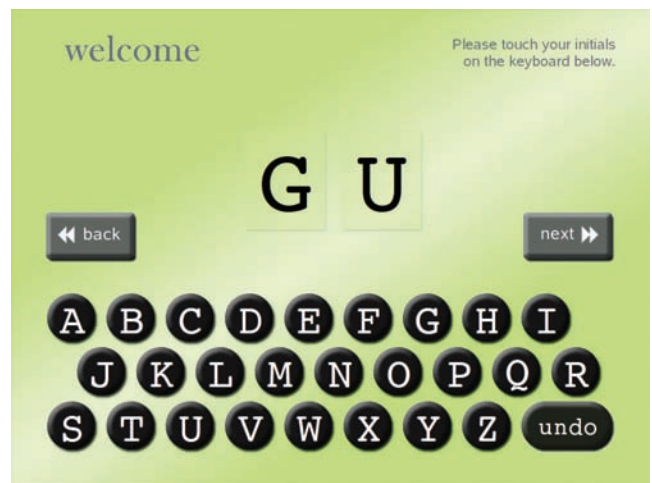 welcome
Please touch your initials
on the keyboard below.
G U
back
next
A B C D E F G H I
J K L M N O P Q R
S T U V W X Y Z undo